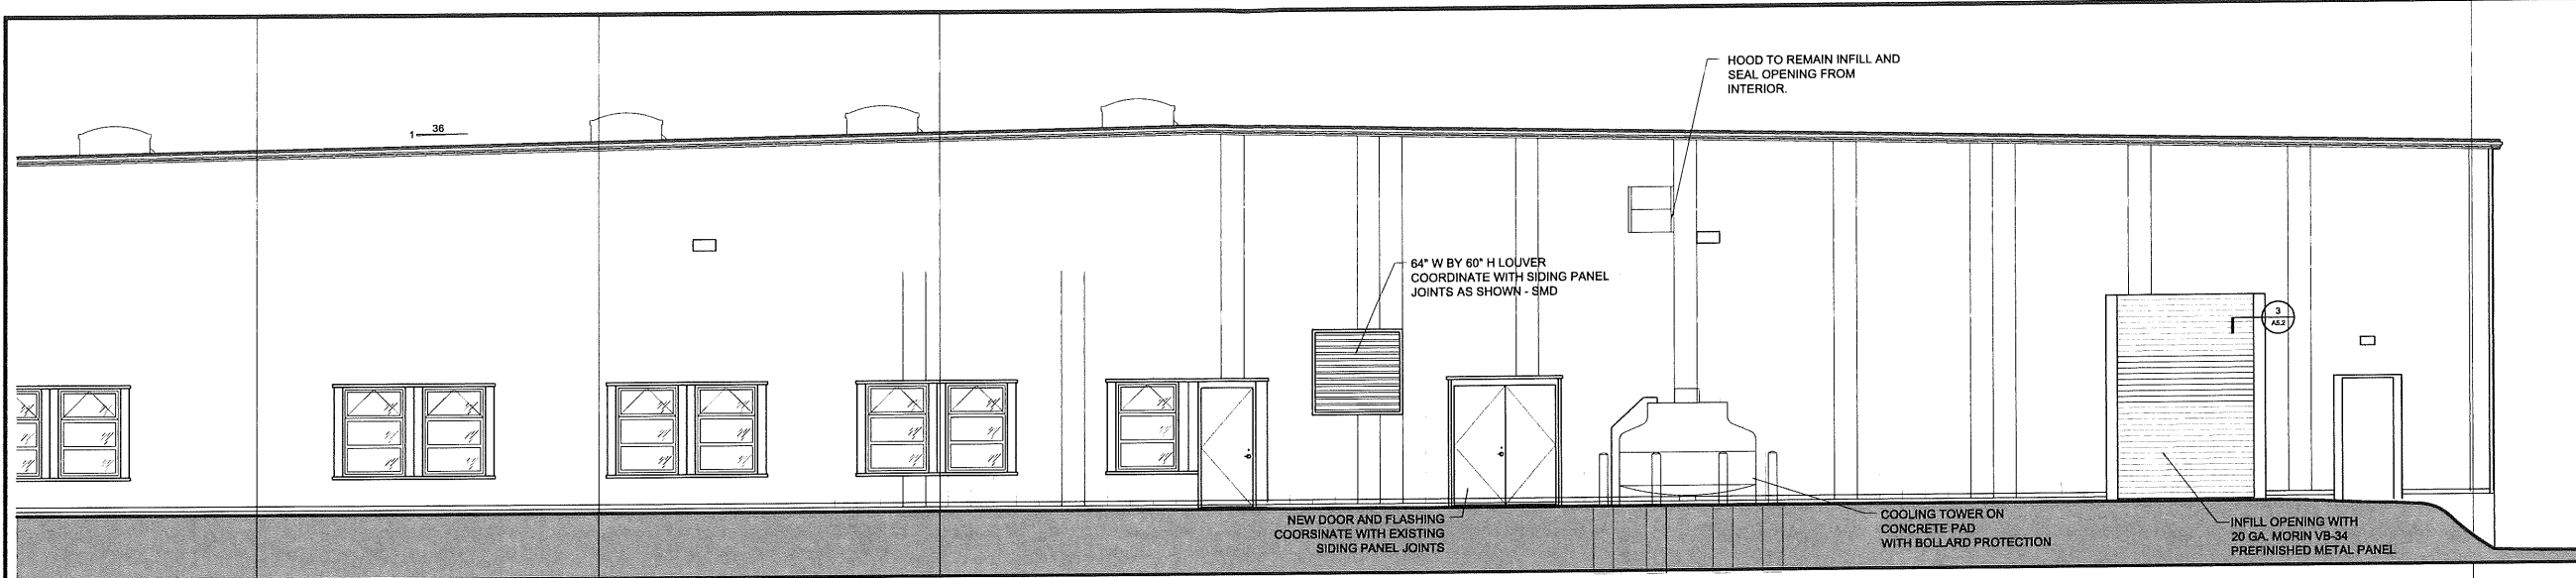 HOOD TO REMAIN INFILL AND
SEAL OPENING FROM
INTERIOR.
1 36
64" W BY 60" H LOUVER
COORDINATE WITH SIDING PANEL
JOINTS AS SHOWN - SMD
3
A5.2
NEW DOOR AND FLASHING
COORSINATE WITH EXISTING
SIDING PANEL JOINTS
COOLING TOWER ON
CONCRETE PAD
WITH BOLLARD PROTECTION
INFILL OPENING WITH
20 GA. MORIN VB-34
PREFINISHED METAL PANEL